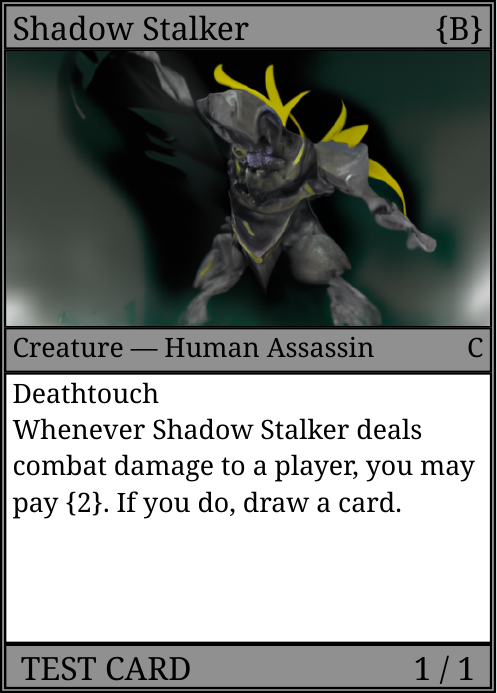 Shadow Stalker {B}
Creature — Human Assassin C
Deathtouch
Whenever Shadow Stalker deals
combat damage to a player, you may
pay {2}. If you do, draw a card.
TEST CARD 1 / 1